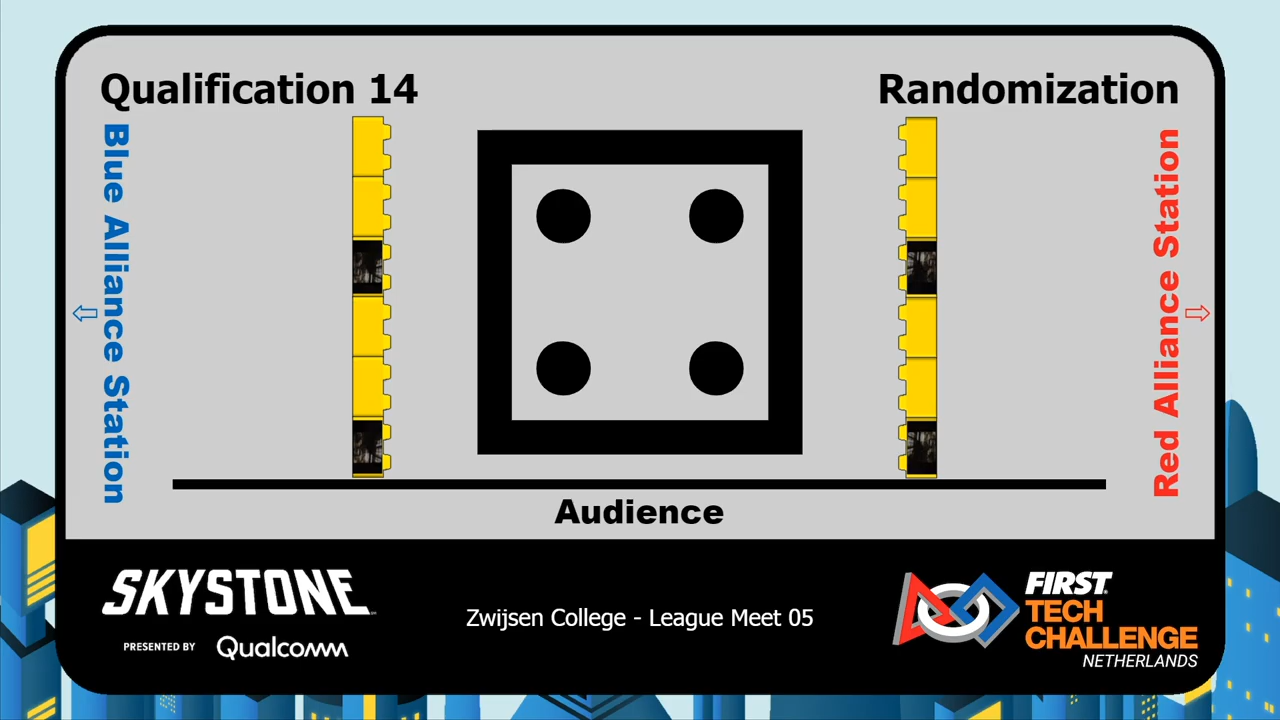 Qualification 14
Randomization
Blue Alliance Station
Red Alliance Station
Audience
SKYSTONE
PRESENTED BY Qualcomm
Zwijsen College - League Meet 05
FIRST®
TECH
CHALLENGE
NETHERLANDS